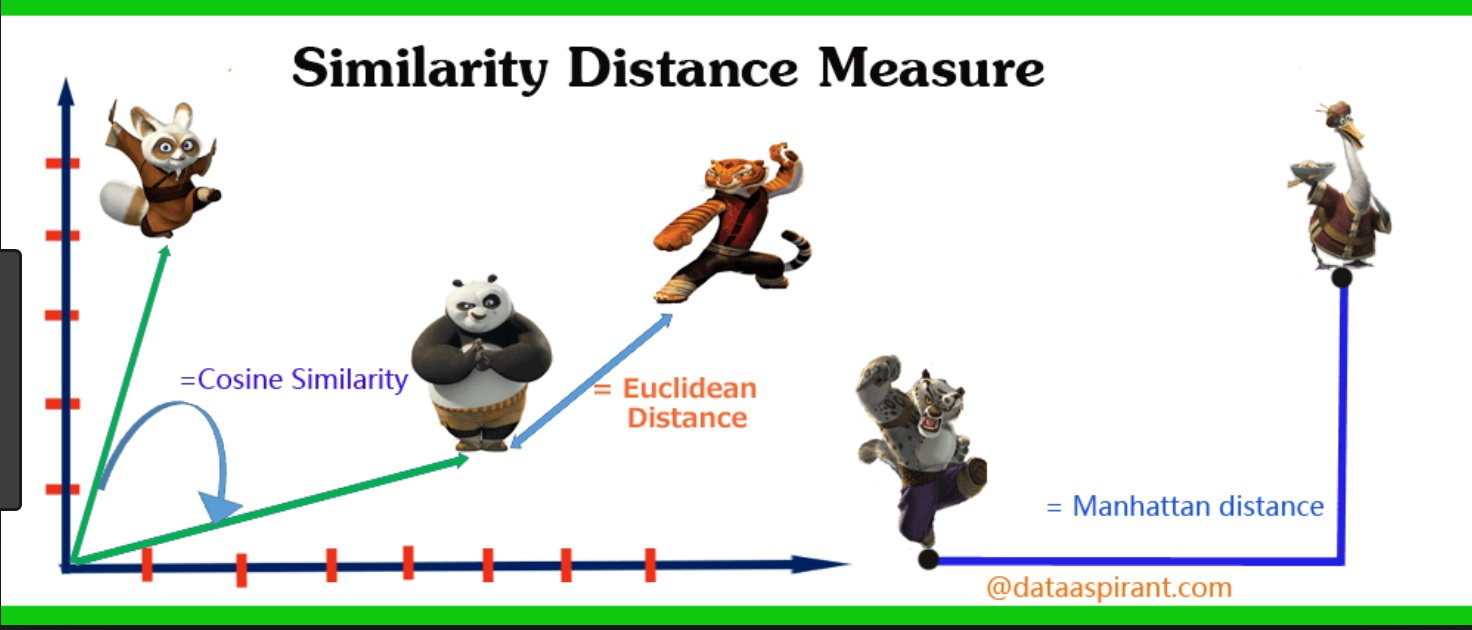 Similarity Distance Measure
=Cosine Similarity
= Euclidean
Distance
= Manhattan distance
@dataaspirant.com